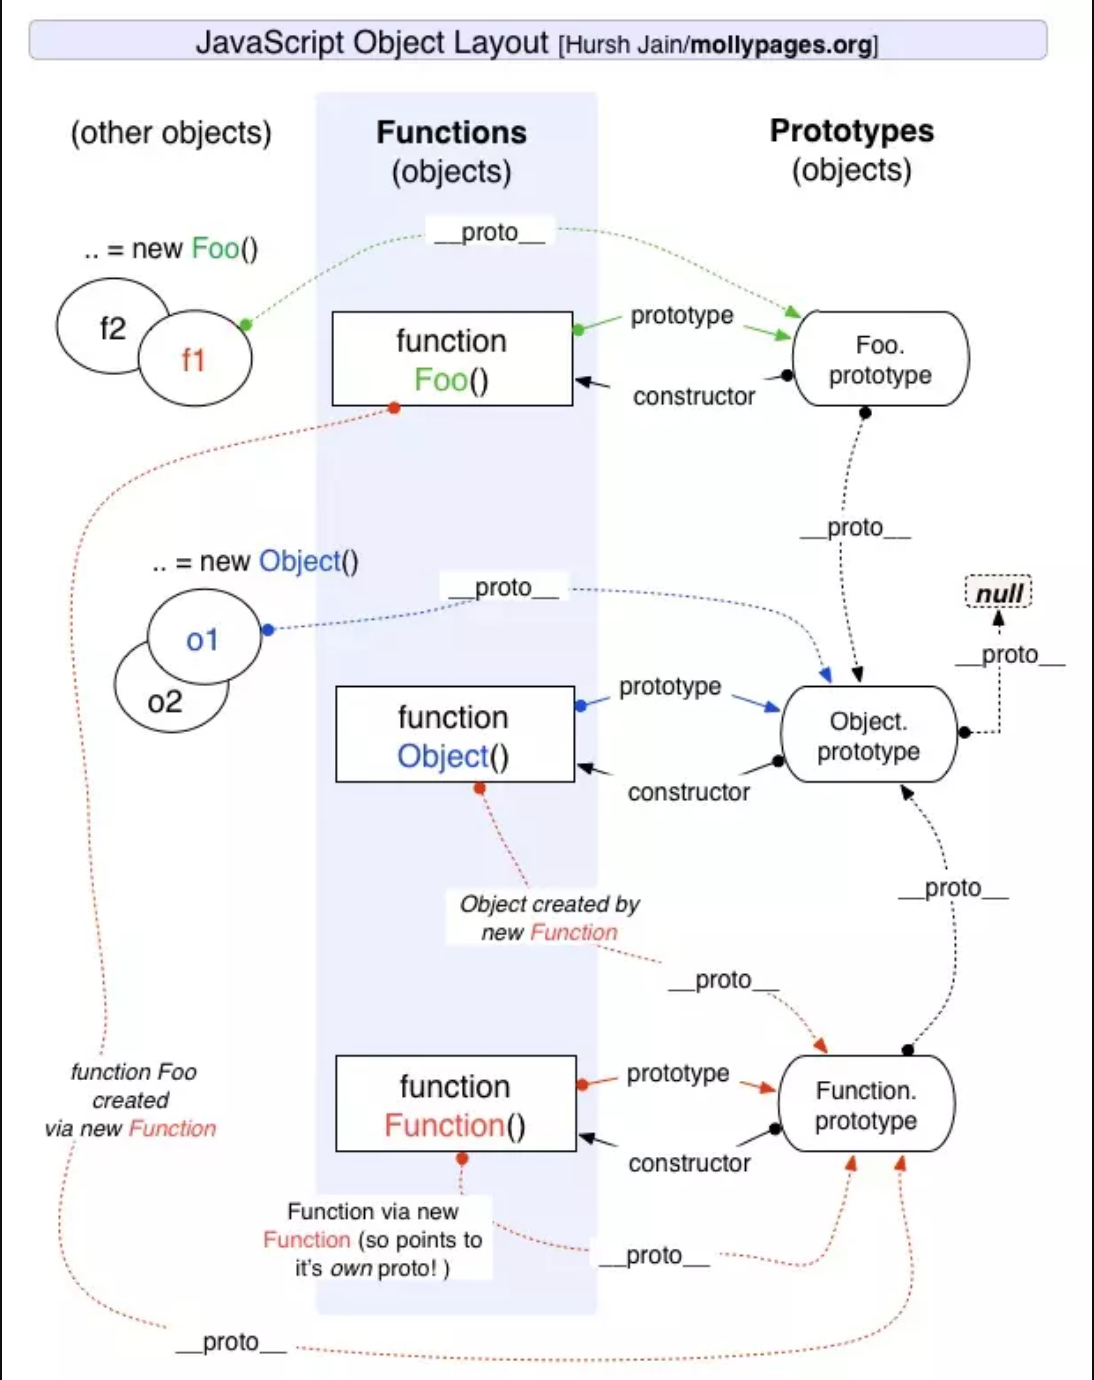 JavaScript Object Layout [Hursh Jain/mollypages.org]
(other objects)
Functions
(objects)
Prototypes
(objects)
__proto__
.. = new Foo()
f2
f1
function
Foo()
prototype
constructor
Foo.
prototype
__proto__
.. = new Object()
__proto__
o1
o2
null
__proto__
function
Object()
prototype
constructor
Object.
prototype
__proto__
Object created by
new Function
__proto__
function Foo
created
via new Function
function
Function()
prototype
constructor
Function.
prototype
Function via new
Function (so points to
it's own proto! )
__proto__
__proto__